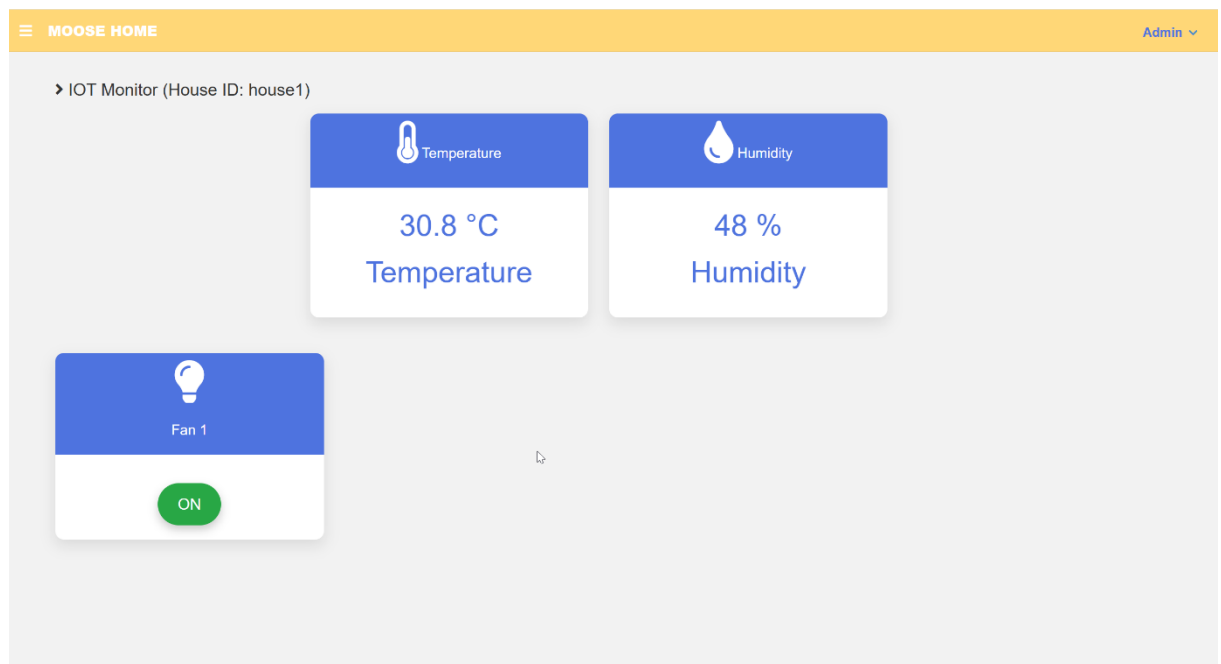 MOOSE HOME
Admin
IOT Monitor (House ID: house1)
Temperature
30.8 °C
Temperature
Humidity
48 %
Humidity
Fan 1
ON